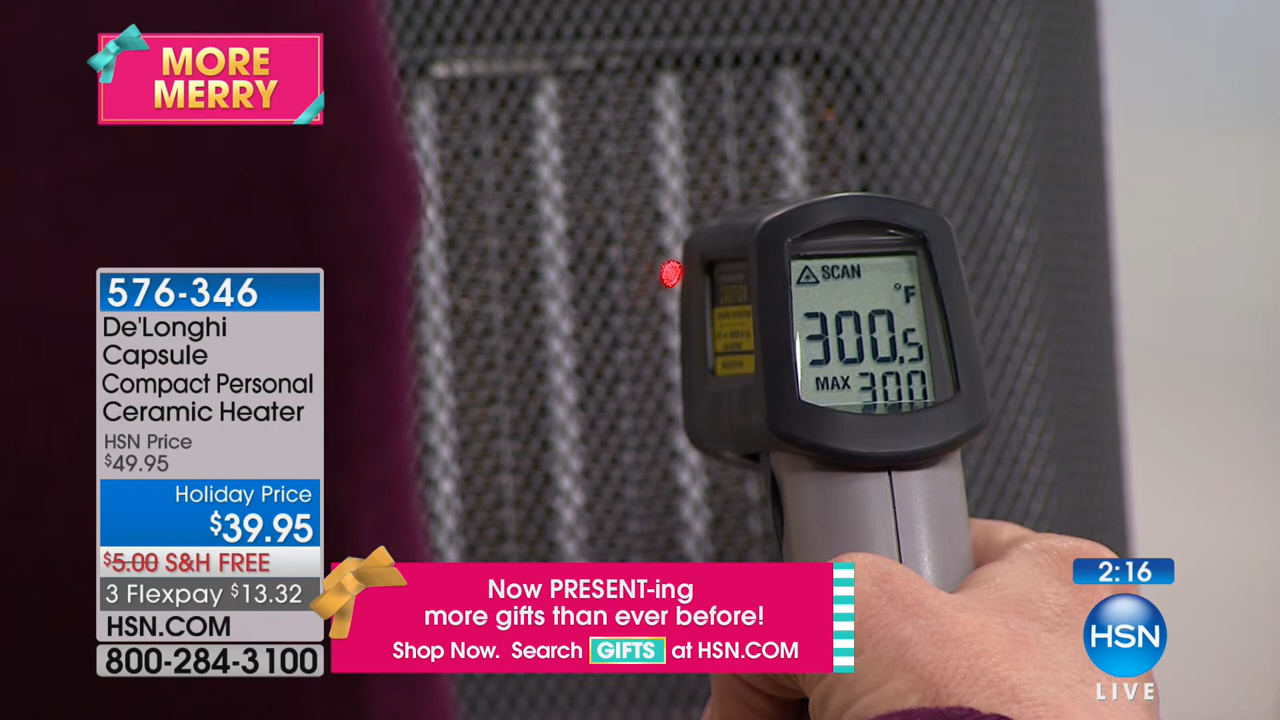 MORE
MERRY
576-346
De'Longhi
Capsule
Compact Personal
Ceramic Heater
HSN Price
$49.95
Holiday Price
$39.95
$5.00 S&H FREE
3 Flexpay $13.32
HSN.COM
800-284-3100
SCAN
°F
300.5
MAX 300
CAUTION
Now PRESENT-ing
more gifts than ever before!
Shop Now. Search GIFTS at HSN.COM
2:16
HSN
LIVE